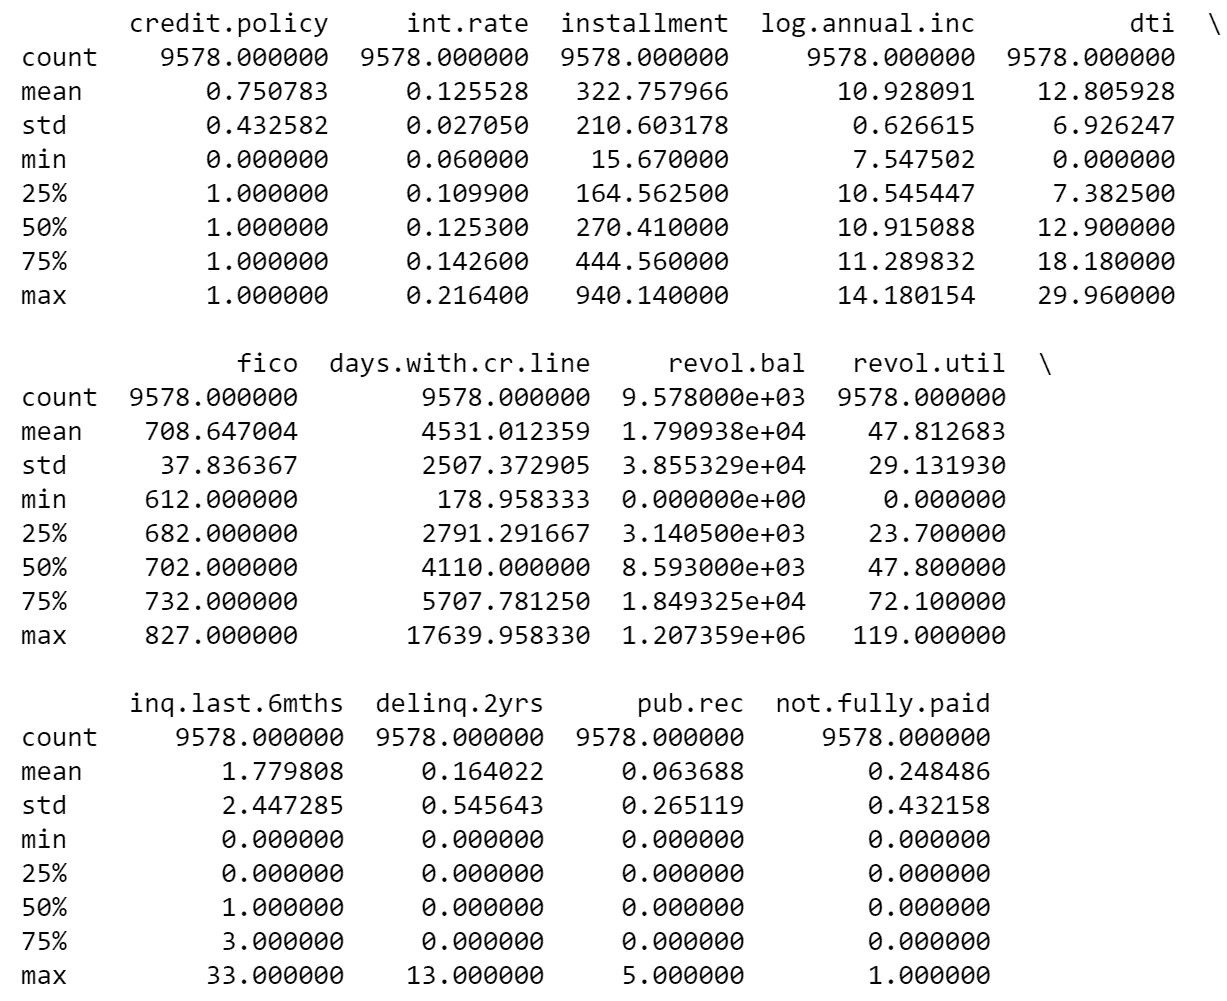 credit.policy int.rate installment log.annual.inc dti \
count 9578.000000 9578.000000 9578.000000 9578.000000 9578.000000
mean 0.750783 0.125528 322.757966 10.928091 12.805928
std 0.432582 0.027050 210.603178 0.626615 6.926247
min 0.000000 0.060000 15.670000 7.547502 0.000000
25% 1.000000 0.109900 164.562500 10.545447 7.382500
50% 1.000000 0.125300 270.410000 10.915088 12.900000
75% 1.000000 0.142600 444.560000 11.289832 18.180000
max 1.000000 0.216400 940.140000 14.180154 29.960000
fico days.with.cr.line revol.bal revol.util \
count 9578.000000 9578.000000 9.578000e+03 9578.000000
mean 708.647004 4531.012359 1.790938e+04 47.812683
std 37.836367 2507.372905 3.855329e+04 29.131930
min 612.000000 178.958333 0.000000e+00 0.000000
25% 682.000000 2791.291667 3.140500e+03 23.700000
50% 702.000000 4110.000000 8.593000e+03 47.800000
75% 732.000000 5707.781250 1.849325e+04 72.100000
max 827.000000 17639.958330 1.207359e+06 119.000000
inq.last.6mths delinq.2yrs pub.rec not.fully.paid
count 9578.000000 9578.000000 9578.000000 9578.000000
mean 1.779808 0.164022 0.063688 0.248486
std 2.447285 0.545643 0.265119 0.432158
min 0.000000 0.000000 0.000000 0.000000
25% 0.000000 0.000000 0.000000 0.000000
50% 1.000000 0.000000 0.000000 0.000000
75% 3.000000 0.000000 0.000000 0.000000
max 33.000000 13.000000 5.000000 1.000000